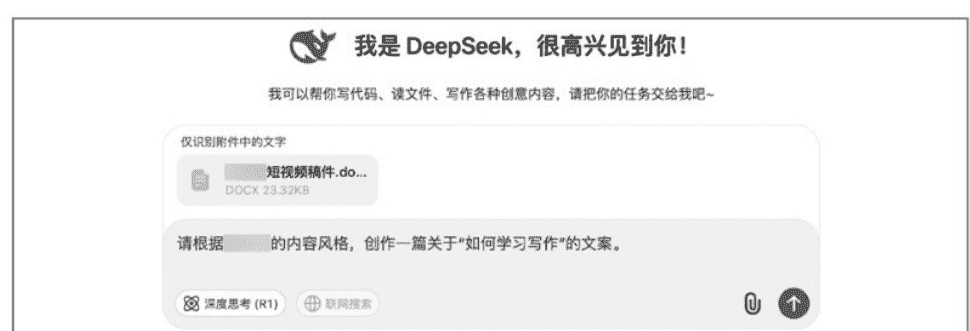 我是 DeepSeek，很高兴见到你！
我可以帮你写代码、读文件、写作各种创意内容，请把你的任务交给我吧~
仅识别附件中的文字
短视频稿件.do...
DOCX 23.32KB
请根据 的内容风格，创作一篇关于“如何学习写作”的文案。
深度思考 (R1) 联网搜索